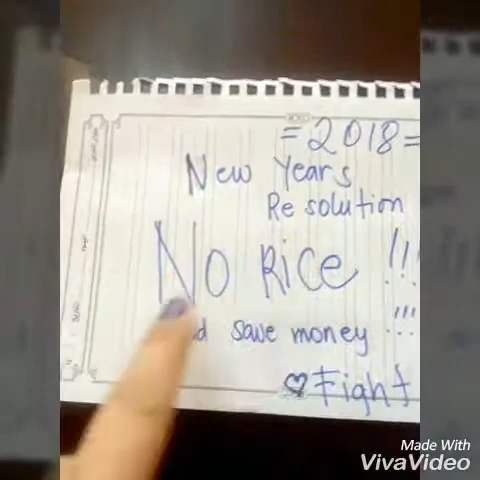 = 2018 =
New Years
Resolution
No Rice !!!
save money !!!
Fight
Made With
VivaVideo